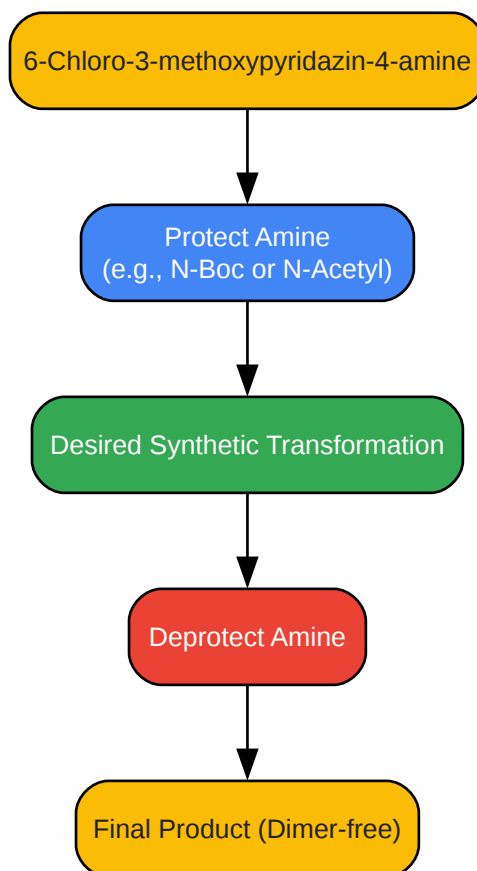 6-Chloro-3-methoxypyridazin-4-amine
Protect Amine
(e.g., N-Boc or N-Acetyl)
Desired Synthetic Transformation
Deprotect Amine
Final Product (Dimer-free)